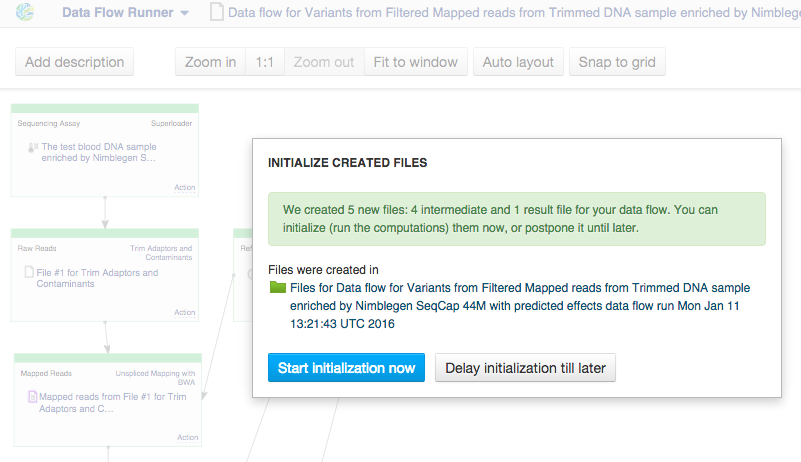 Data Flow Runner
Data flow for Variants from Filtered Mapped reads from Trimmed DNA sample enriched by Nimblegen
Add description
Zoom in
1:1
Zoom out
Fit to window
Auto layout
Snap to grid
Sequencing Assay
Superloader
The test blood DNA sample
enriched by Nimblegen S...
Action
Raw Reads
Trim Adaptors and
Contaminants
File #1 for Trim Adaptors and
Contaminants
Action
Mapped Reads
Unspliced Mapping with
BWA
Mapped reads from File #1 for Trim
Adaptors and C...
Action
Ref
INITIALIZE CREATED FILES
We created 5 new files: 4 intermediate and 1 result file for your data flow. You can
initialize (run the computations) them now, or postpone it until later.
Files were created in
Files for Data flow for Variants from Filtered Mapped reads from Trimmed DNA sample
enriched by Nimblegen SeqCap 44M with predicted effects data flow run Mon Jan 11
13:21:43 UTC 2016
Start initialization now
Delay initialization till later